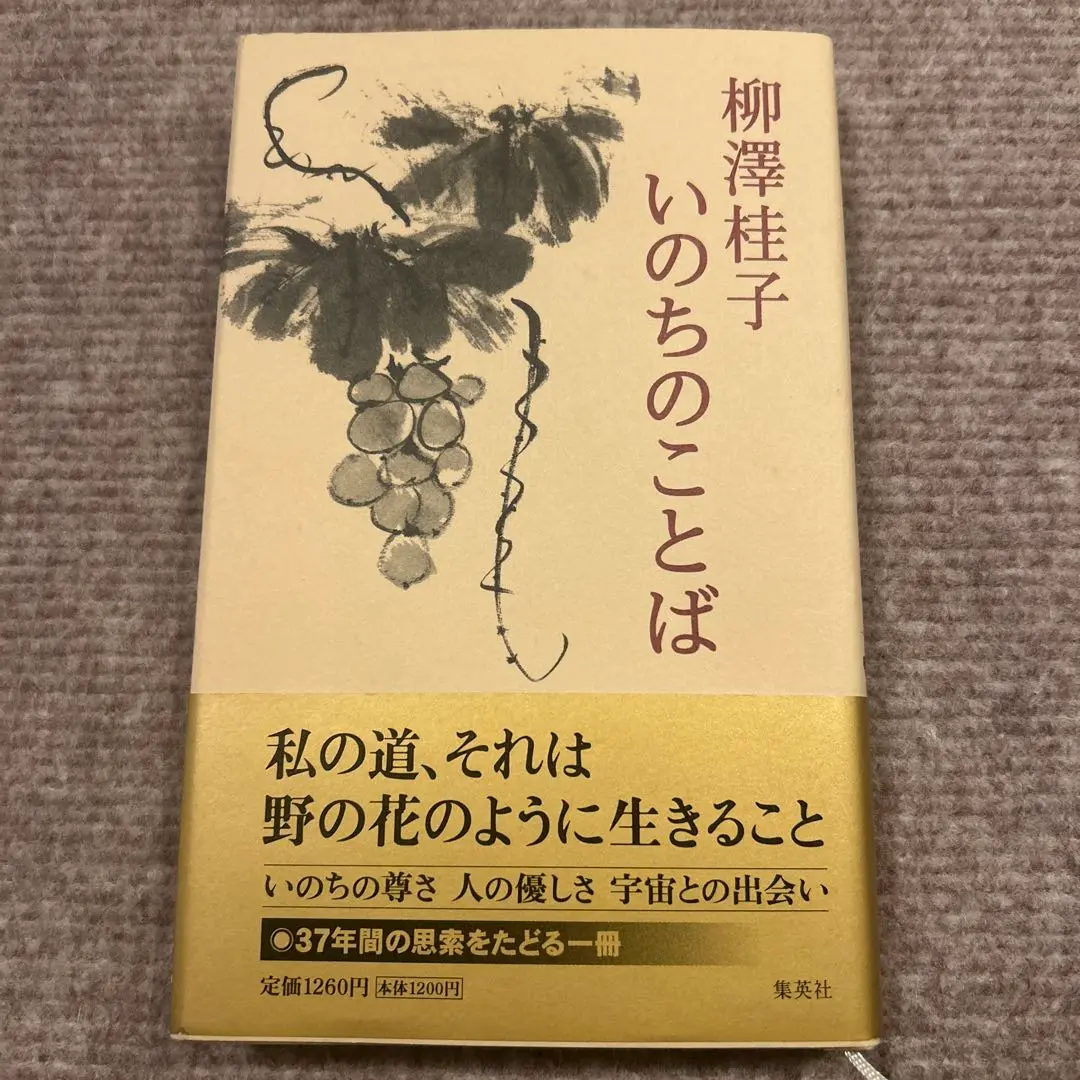 柳澤桂子
いのちのことば
私の道、それは
野の花のように生きること
いのちの尊さ 人の優しさ 宇宙との出会い
◉37年間の思索をたどる一冊
定価1260円 本体1200円
集英社